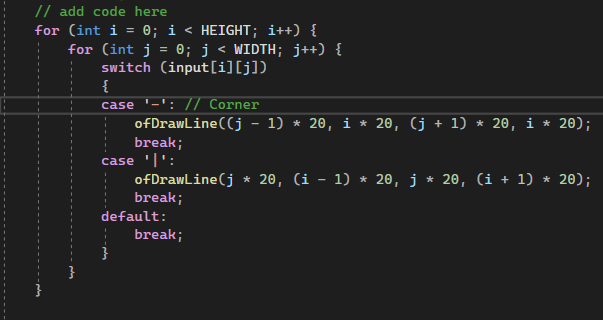 // add code here
for (int i = 0; i < HEIGHT; i++) {
for (int j = 0; j < WIDTH; j++) {
switch (input[i][j])
{
case '-': // Corner
ofDrawLine((j - 1) * 20, i * 20, (j + 1) * 20, i * 20);
break;
case '|':
ofDrawLine(j * 20, (i - 1) * 20, j * 20, (i + 1) * 20);
break;
default:
break;
}
}
}